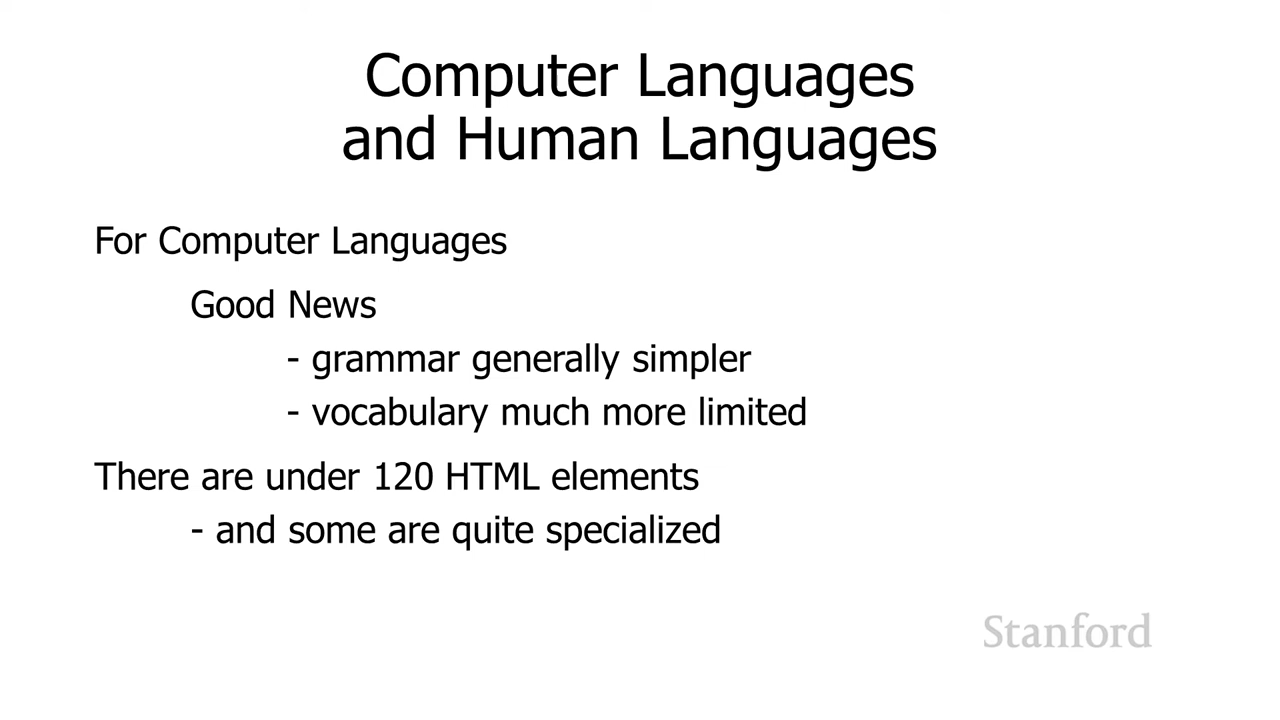 Computer Languages
and Human Languages
For Computer Languages
Good News
- grammar generally simpler
- vocabulary much more limited
There are under 120 HTML elements
- and some are quite specialized
Stanford